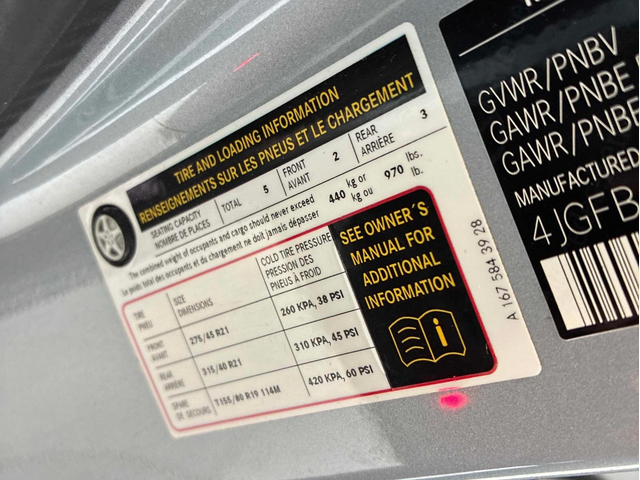 TIRE AND LOADING INFORMATION
RENSEIGNEMENTS SUR LES PNEUS ET LE CHARGEMENT
SEATING CAPACITY
NOMBRE DE PLACES
TOTAL 5
FRONT
AVANT
2
REAR
ARRIÈRE
3
The combined weight of occupants and cargo should never exceed
Le poids total des occupants et du chargement ne doit jamais dépasser
440 kg or
kg ou
970 lbs.
lb.
TIRE
PNEU
SIZE
DIMENSIONS
COLD TIRE PRESSURE
PRESSION DES
PNEUS À FROID
FRONT
AVANT
275/45 R21
260 KPA, 38 PSI
REAR
ARRIÈRE
315/40 R21
310 KPA, 45 PSI
SPARE
DE SECOURS
T155/80 R19 114M
420 KPA, 60 PSI
SEE OWNER´S
MANUAL FOR
ADDITIONAL
INFORMATION
A 167 584 39 28
GVWR/PNBV
GAWR/PNBE
GAWR/PNBE
MANUFACTURED
4JGFB